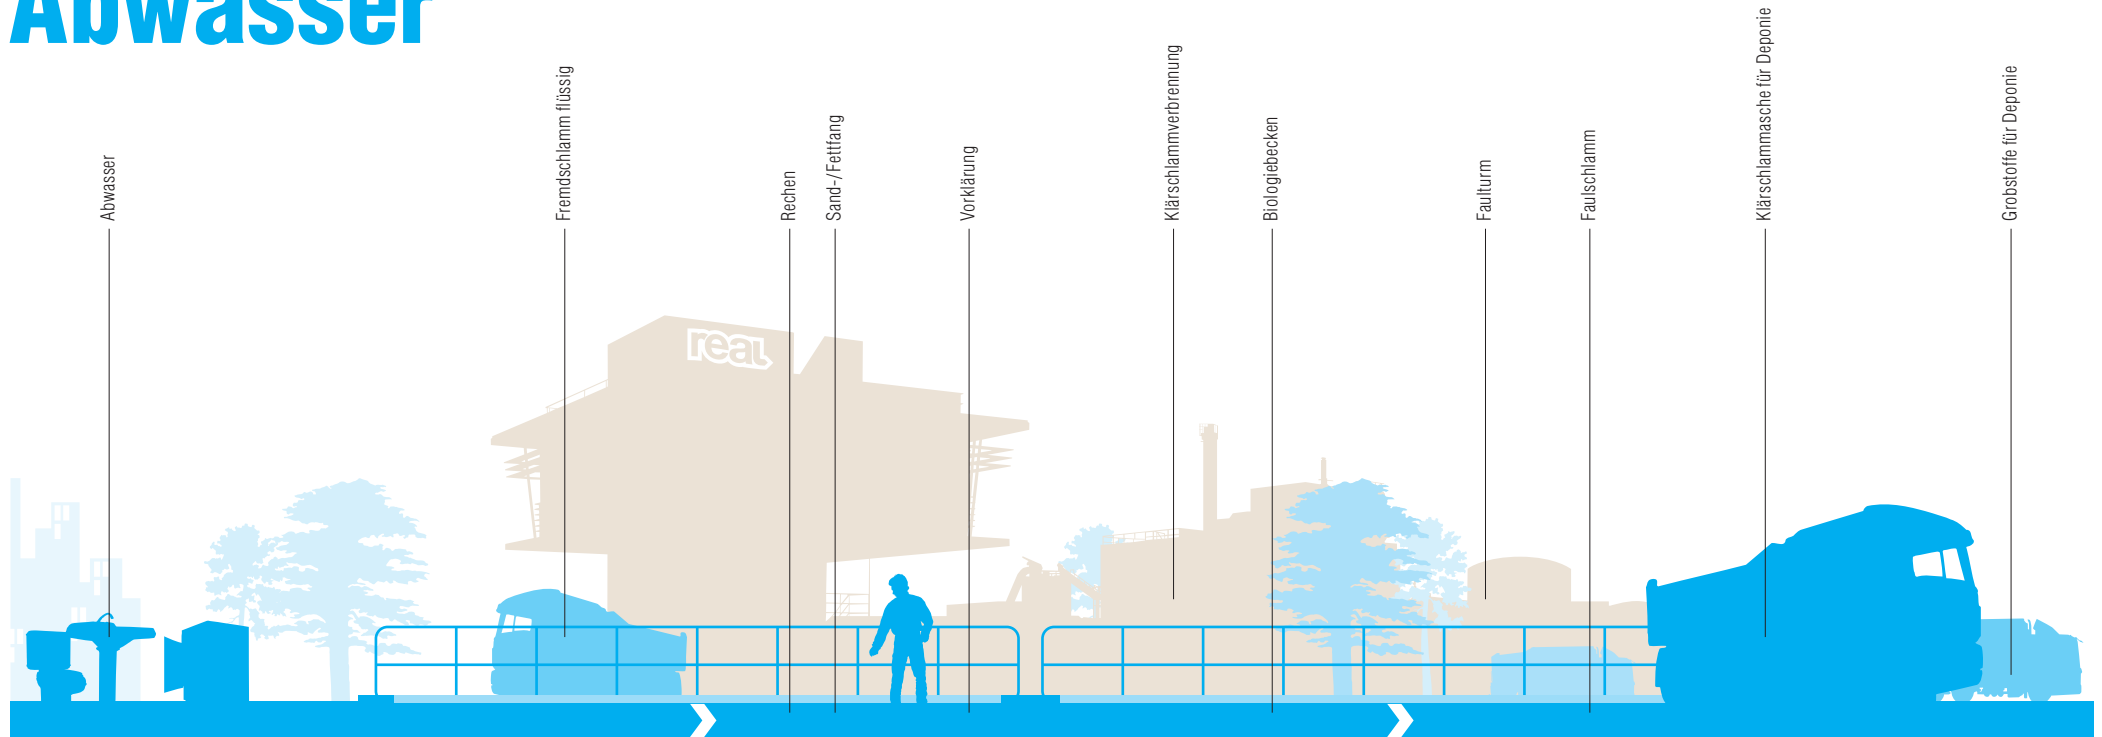 Abwasser
Abwasser
Fremdschlamm flüssig
Rechen
Sand-/Fettfang
Vorklärung
Klärschlammverbrennung
Biologiebecken
Faulturm
Faulschlamm
Klärschlammasche für Deponie
Grobstoffe für Deponie
real